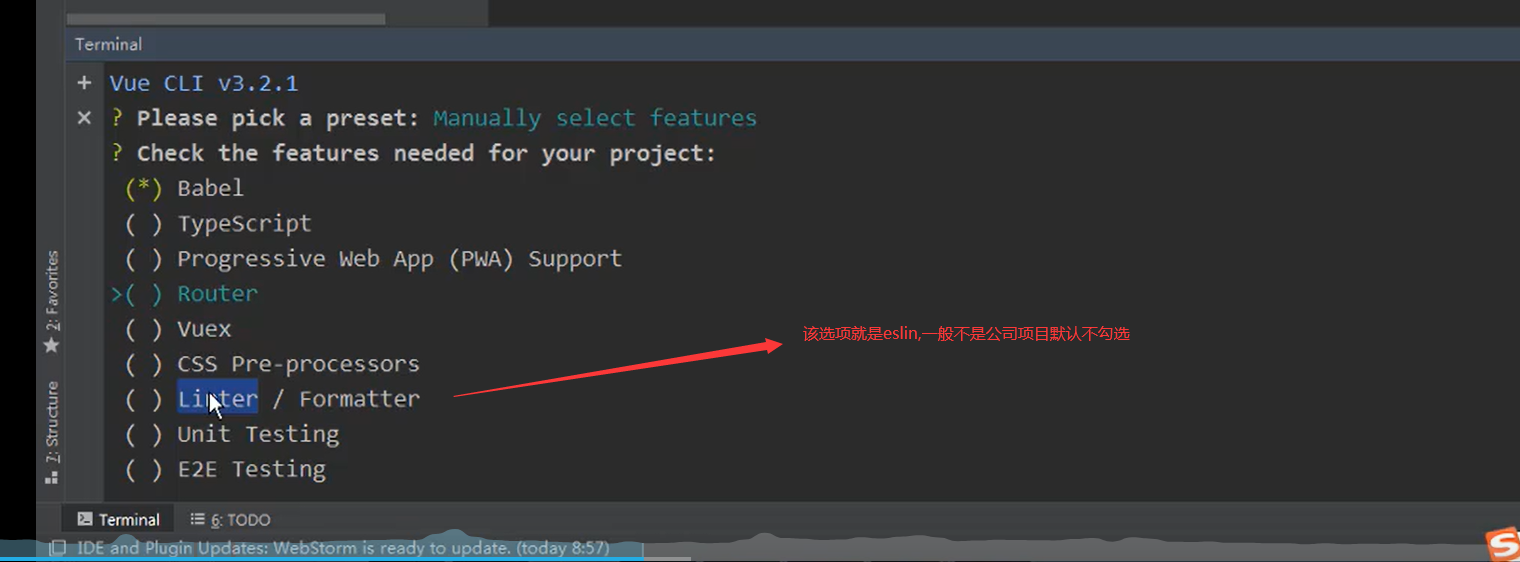 Terminal
+ Vue CLI v3.2.1
× ? Please pick a preset: Manually select features
? Check the features needed for your project:
(*) Babel
( ) TypeScript
( ) Progressive Web App (PWA) Support
>( ) Router
( ) Vuex
该选项就是eslin,一般不是公司项目默认不勾选
( ) CSS Pre-processors
( ) Linter / Formatter
( ) Unit Testing
( ) E2E Testing
2: Favorites
7: Structure
Terminal 6: TODO
IDE and Plugin Updates: WebStorm is ready to update. (today 8:57)
S